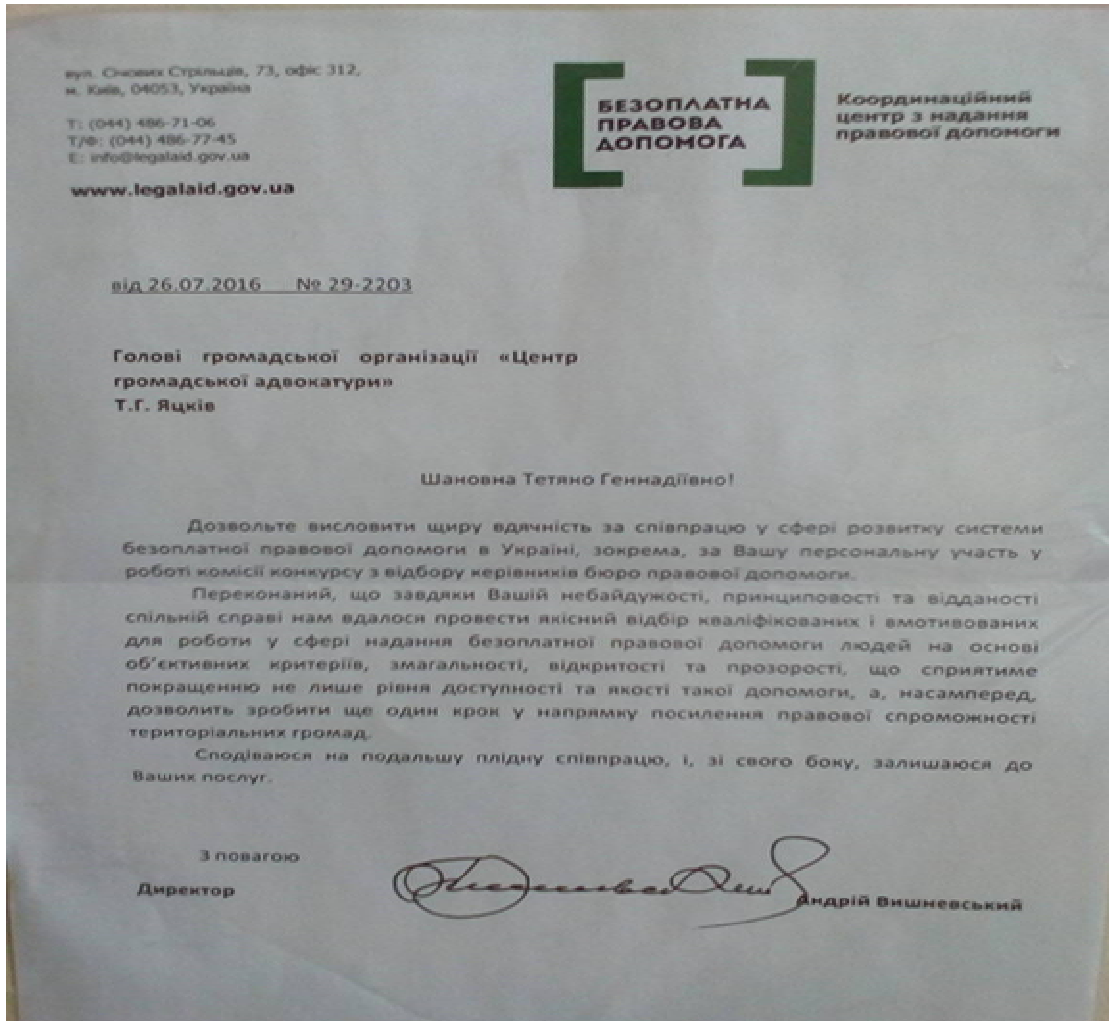 вул. Січових Стрільців, 73, офіс 312,
м. Київ, 04053, Україна
Т: (044) 486-71-06
Т/Ф: (044) 486-77-45
E: info@legalaid.gov.ua
www.legalaid.gov.ua
БЕЗОПЛАТНА
ПРАВОВА
ДОПОМОГА
Координаційний
центр з надання
правової допомоги
від 26.07.2016 № 29-2203
Голові громадської організації «Центр
громадської адвокатури»
Т.Г. Яцків
Шановна Тетяно Геннадіївно!
Дозвольте висловити щиру вдячність за співпрацю у сфері розвитку системи
безоплатної правової допомоги в Україні, зокрема, за Вашу персональну участь у
роботі комісії конкурсу з відбору керівників бюро правової допомоги.
Переконаний, що завдяки Вашій небайдужості, принциповості та відданості
спільній справі нам вдалося провести якісний відбір кваліфікованих і вмотивованих
для роботи у сфері надання безоплатної правової допомоги людей на основі
об’єктивних критеріїв, змагальності, відкритості та прозорості, що сприятиме
покращенню не лише рівня доступності та якості такої допомоги, а, насамперед,
дозволить зробити ще один крок у напрямку посилення правової спроможності
територіальних громад.
Сподіваюся на подальшу плідну співпрацю, і, зі свого боку, залишаюся до
Ваших послуг.
З повагою
Директор
Андрій Вишневський